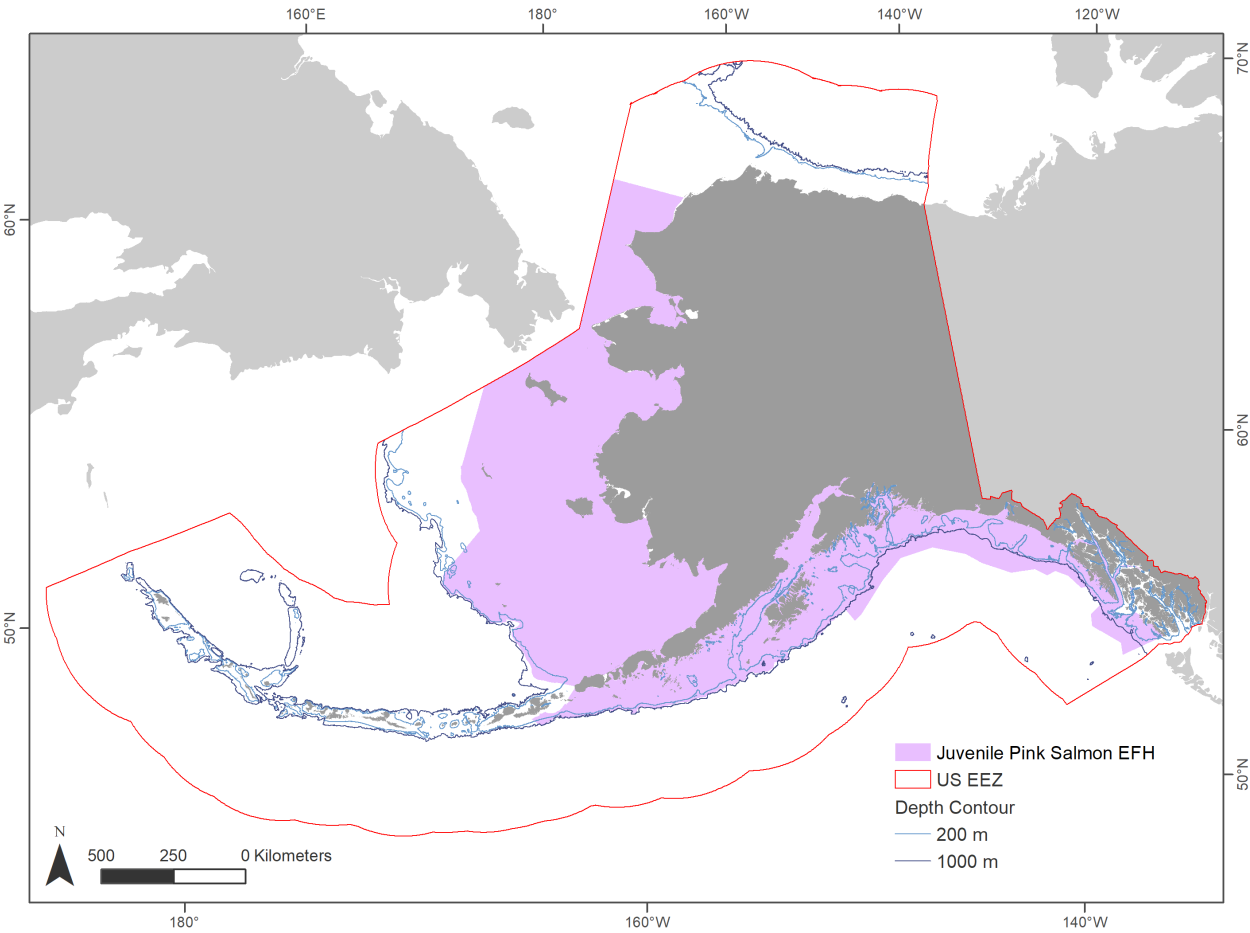 160°E 180° 160°W 140°W 120°W
70°N
60°N
60°N
50°N
50°N
Juvenile Pink Salmon EFH
US EEZ
Depth Contour
200 m
1000 m
N
500 250 0 Kilometers
180° 160°W 140°W